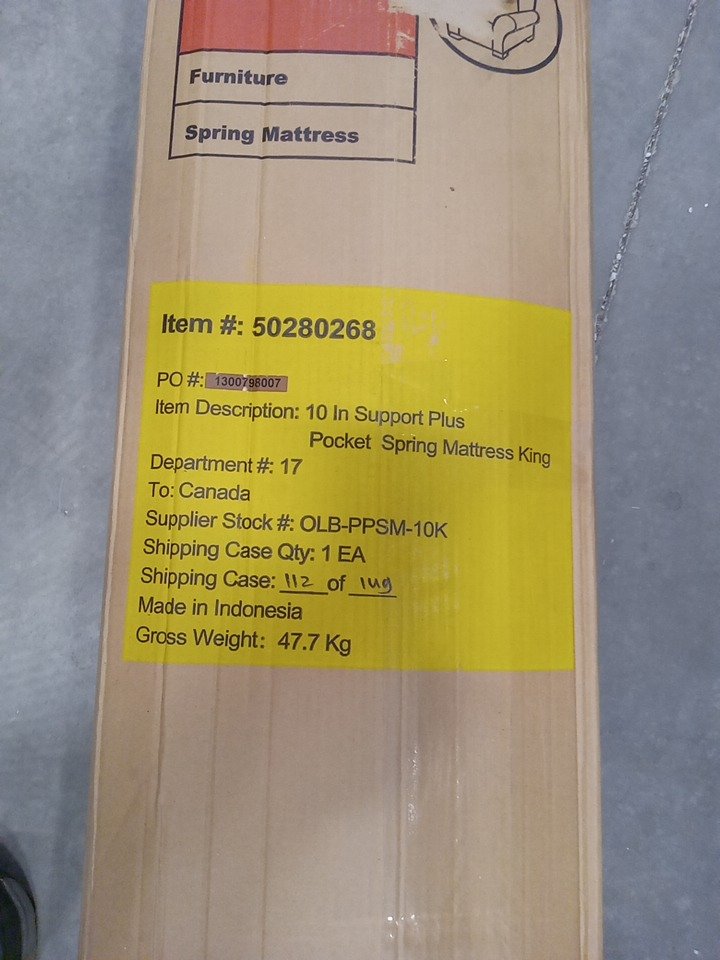 Furniture
Spring Mattress
Item #: 50280268
PO #: 1300798007
Item Description: 10 In Support Plus
Pocket Spring Mattress King
Department #: 17
To: Canada
Supplier Stock #: OLB-PPSM-10K
Shipping Case Qty: 1 EA
Shipping Case: 112 of 149
Made in Indonesia
Gross Weight: 47.7 Kg